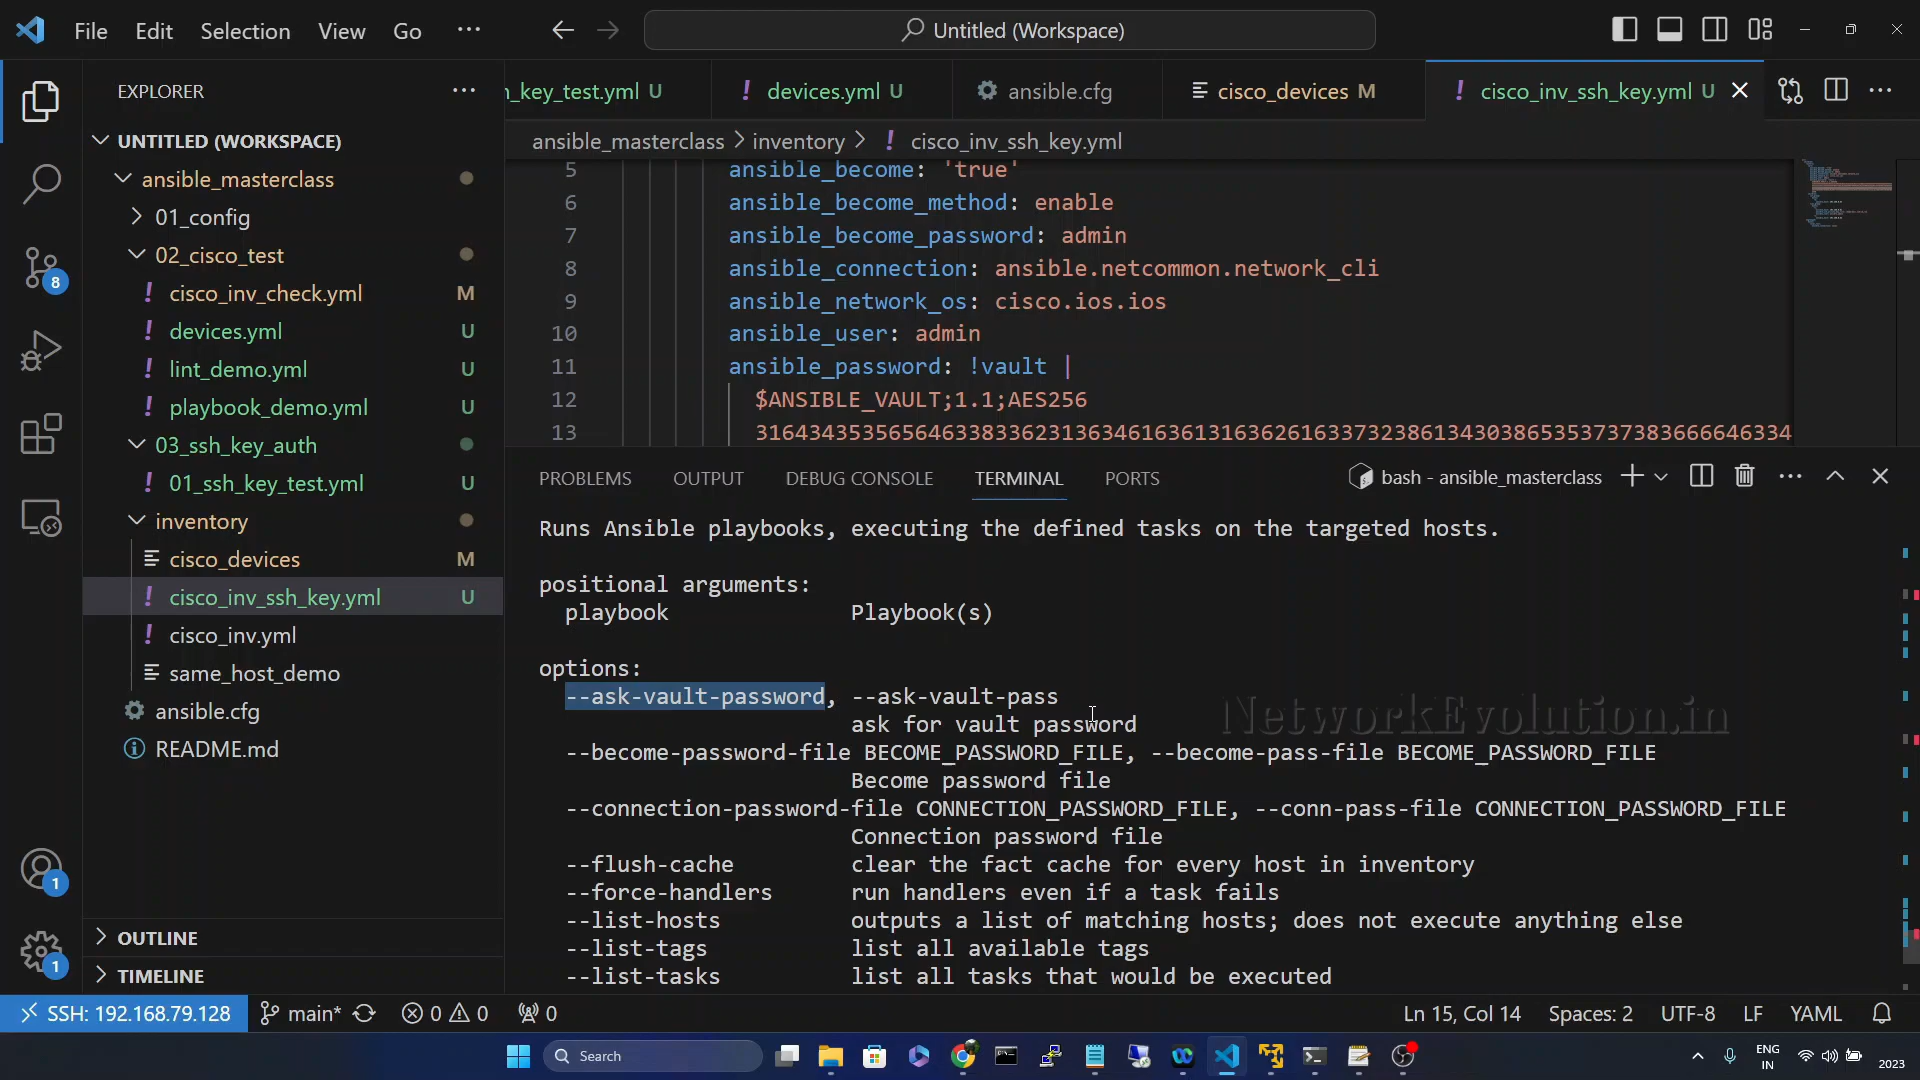 File Edit Selection View Go ...
Untitled (Workspace)
EXPLORER
UNTITLED (WORKSPACE)
ansible_masterclass
01_config
02_cisco_test
cisco_inv_check.yml M
devices.yml U
lint_demo.yml U
playbook_demo.yml U
03_ssh_key_auth
01_ssh_key_test.yml U
inventory
cisco_devices M
cisco_inv_ssh_key.yml U
cisco_inv.yml
same_host_demo
ansible.cfg
README.md
OUTLINE
TIMELINE
8
1
1
_key_test.yml U
devices.yml U
ansible.cfg
cisco_devices M
cisco_inv_ssh_key.yml U
ansible_masterclass > inventory > cisco_inv_ssh_key.yml
5 ansible_become: 'true'
6 ansible_become_method: enable
7 ansible_become_password: admin
8 ansible_connection: ansible.netcommon.network_cli
9 ansible_network_os: cisco.ios.ios
10 ansible_user: admin
11 ansible_password: !vault |
12 $ANSIBLE_VAULT;1.1;AES256
13
PROBLEMS OUTPUT DEBUG CONSOLE TERMINAL PORTS
bash - ansible_masterclass
Runs Ansible playbooks, executing the defined tasks on the targeted hosts.
positional arguments:
playbook Playbook(s)
options:
--ask-vault-password, --ask-vault-pass
ask for vault password
--become-password-file BECOME_PASSWORD_FILE, --become-pass-file BECOME_PASSWORD_FILE
Become password file
--connection-password-file CONNECTION_PASSWORD_FILE, --conn-pass-file CONNECTION_PASSWORD_FILE
Connection password file
--flush-cache clear the fact cache for every host in inventory
--force-handlers run handlers even if a task fails
--list-hosts outputs a list of matching hosts; does not execute anything else
--list-tags list all available tags
--list-tasks list all tasks that would be executed
NetworkEvolution.in
SSH: 192.168.79.128 main* 0 0 0
Ln 15, Col 14 Spaces: 2 UTF-8 LF YAML
Search
ENG
IN
2023